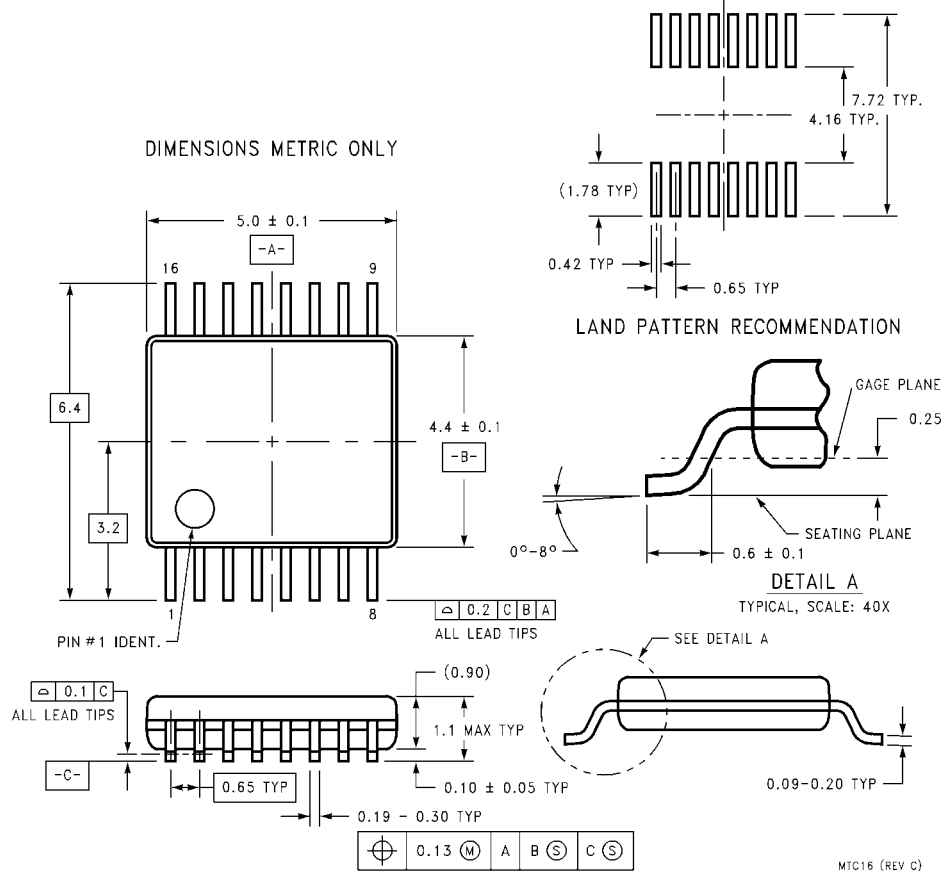 7.72 TYP.
4.16 TYP.
DIMENSIONS METRIC ONLY
(1.78 TYP)
5.0 ± 0.1
-A-
0.42 TYP
16
9
0.65 TYP
LAND PATTERN RECOMMENDATION
GAGE PLANE
6.4
0.25
4.4 ± 0.1
-B-
3.2
SEATING PLANE
0°-8°
0.6 ± 0.1
DETAIL A
TYPICAL, SCALE: 40X
1
8
⌓ 0.2 C B A
ALL LEAD TIPS
PIN #1 IDENT.
SEE DETAIL A
(0.90)
⌓ 0.1 C
ALL LEAD TIPS
1.1 MAX TYP
-C-
0.65 TYP
0.10 ± 0.05 TYP
0.09-0.20 TYP
0.19 - 0.30 TYP
⌖ 0.13 Ⓜ A B Ⓢ C Ⓢ
MTC16 (REV C)